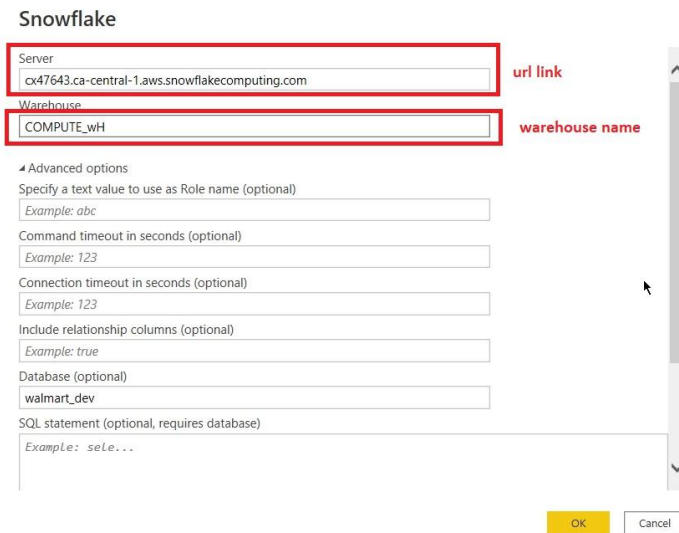 Snowflake
Server
cx47643.ca-central-1.aws.snowflakecomputing.com
url link
Warehouse
COMPUTE_wH
warehouse name
Advanced options
Specify a text value to use as Role name (optional)
Example: abc
Command timeout in seconds (optional)
Example: 123
Connection timeout in seconds (optional)
Example: 123
Include relationship columns (optional)
Example: true
Database (optional)
walmart_dev
SQL statement (optional, requires database)
Example: sele...
OK Cancel